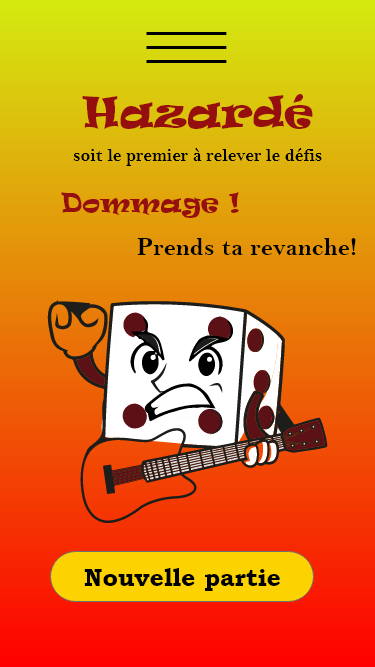 Hazardé
soit le premier à relever le défis
Dommage !
Prends ta revanche!
Nouvelle partie